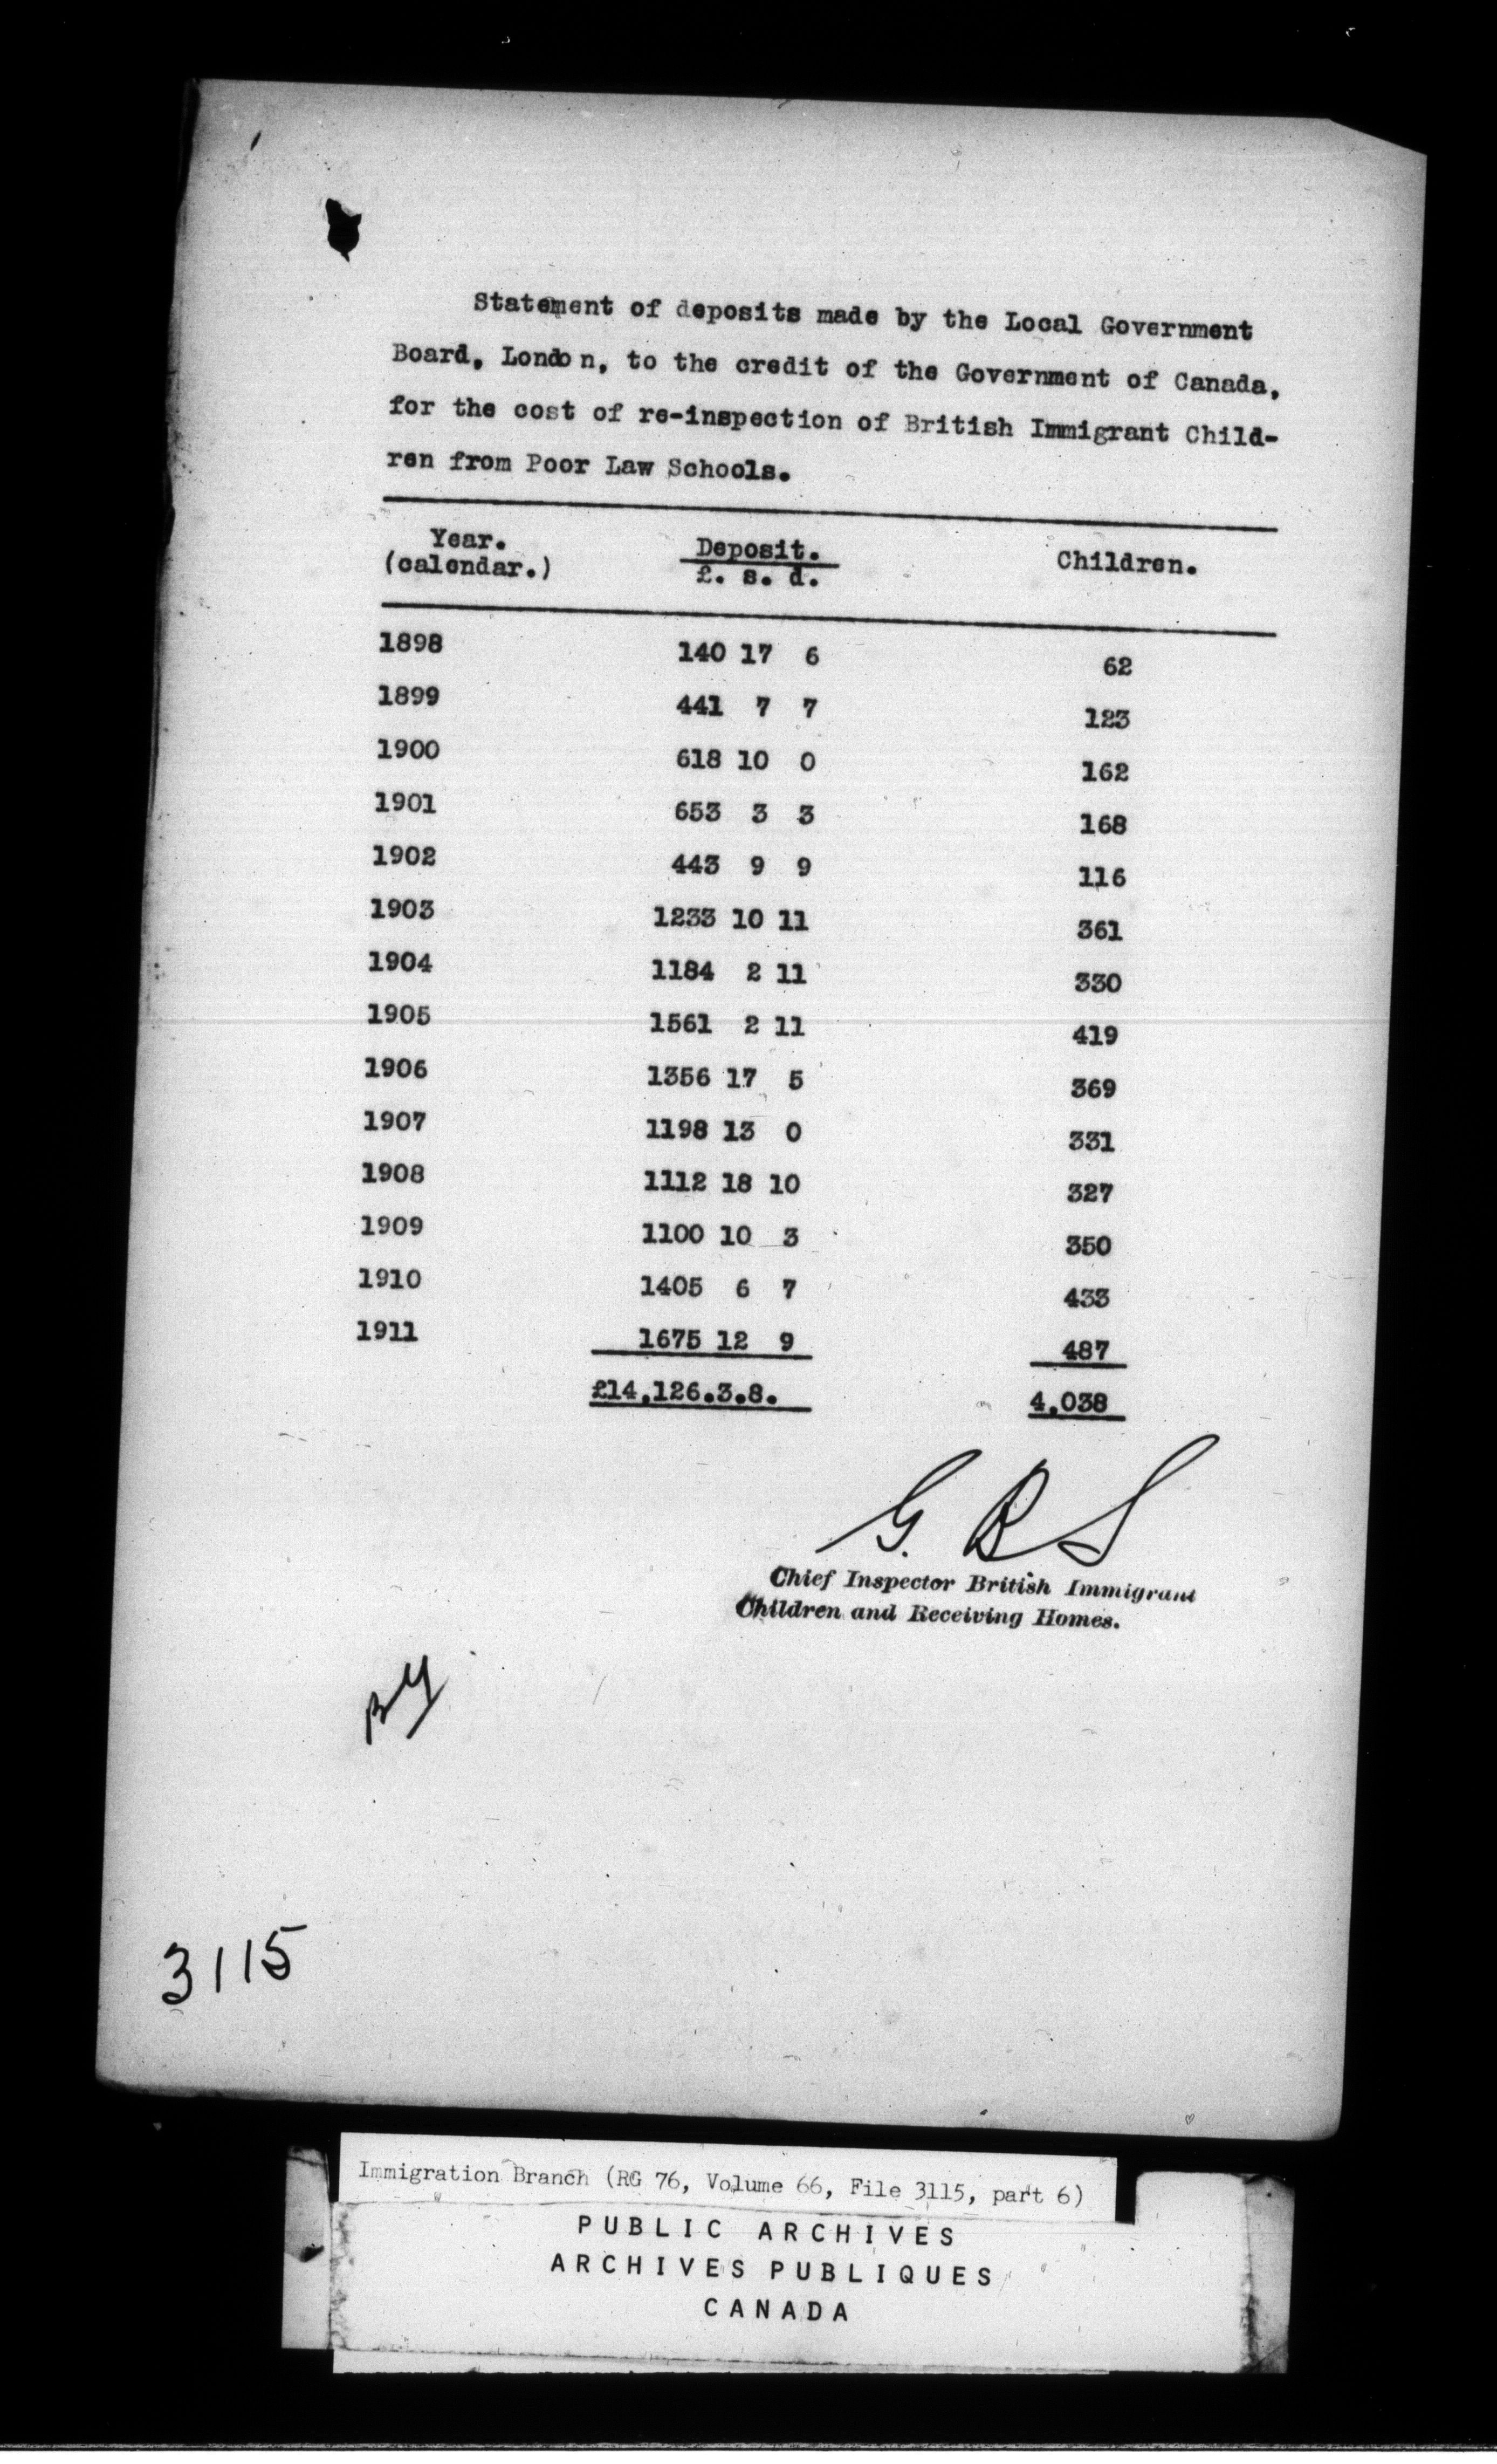 Statement of deposits made by the Local Government
Board, London, to the credit of the Government of Canada,
for the cost of re-inspection of British Immigrant Child-
ren from Poor Law Schools.
Year. Deposit. Children.
(calendar.) £. s. d.
1898 140 17 6 62
1899 441 7 7 123
1900 618 10 0 162
1901 653 3 3 168
1902 443 9 9 116
1903 1233 10 11 361
1904 1184 2 11 330
1905 1561 2 11 419
1906 1356 17 5 369
1907 1198 13 0 331
1908 1112 18 10 327
1909 1100 10 3 350
1910 1405 6 7 433
1911 1675 12 9 487
£14,126.3.8. 4,038
G. B S
Chief Inspector British Immigrant
Children and Receiving Homes.
3115
Immigration Branch (RG 76, Volume 66, File 3115, part 6)
PUBLIC ARCHIVES
ARCHIVES PUBLIQUES
CANADA